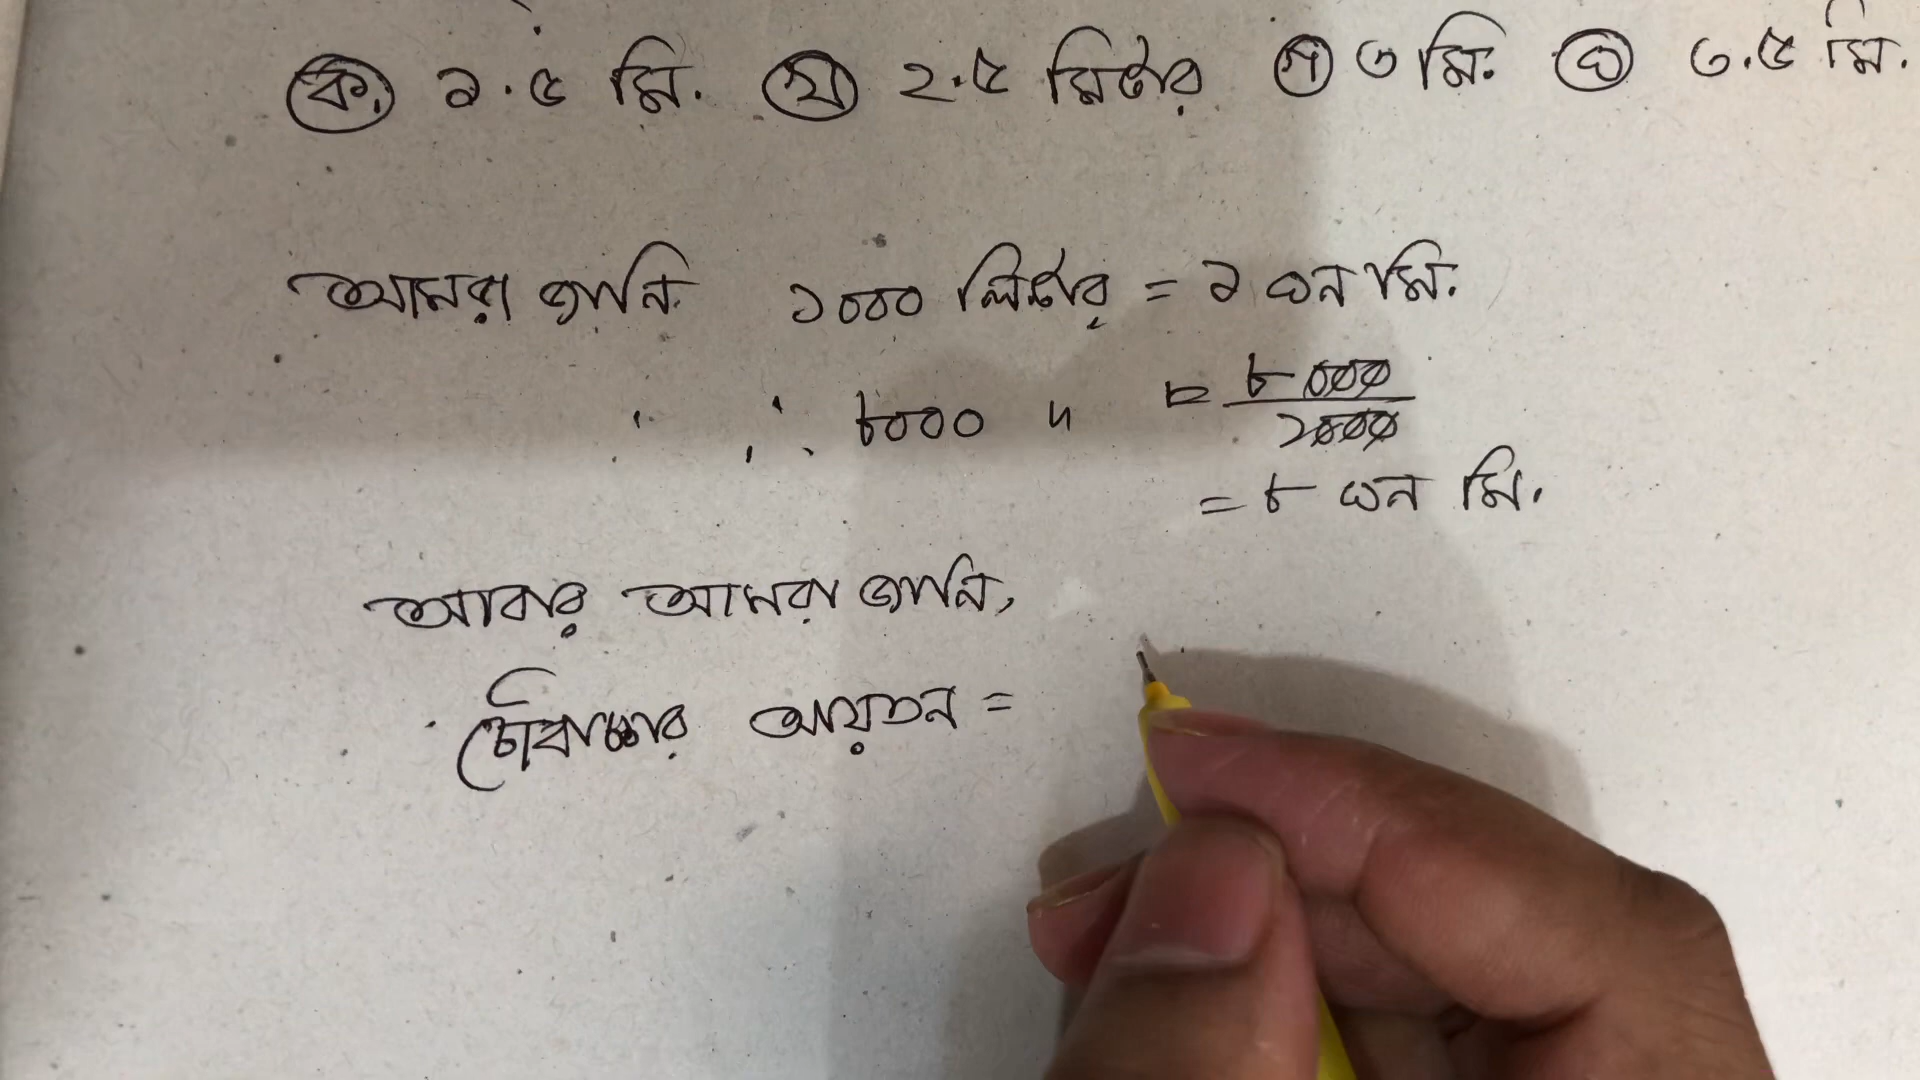 ক. ১.৫ মি. খ ২.৫ মিটার গ ৩ মি. ঘ ৩.৫ মি.
আমরা জানি ১০০০ লিটার = ১ ঘন মি.
∴ ৮০০০ " = ৮০০০/১০০০
= ৮ ঘন মি.
আবার আমরা জানি,
চৌবাচ্চার আয়তন =